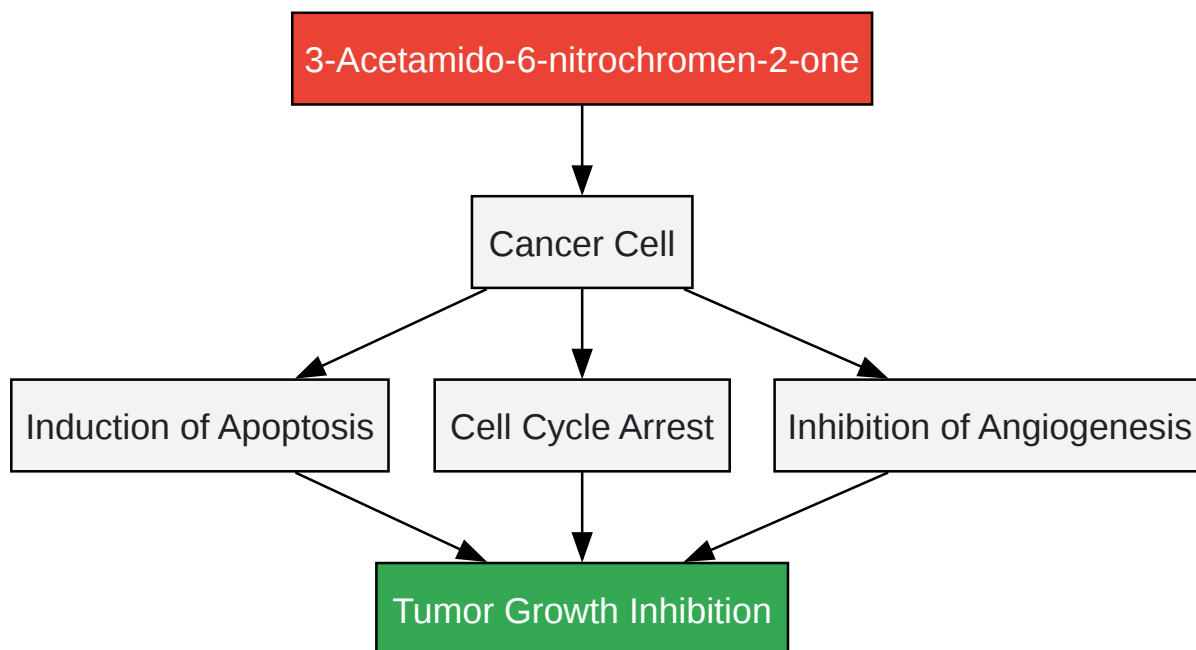 3-Acetamido-6-nitrochromen-2-one
Cancer Cell
Induction of Apoptosis
Cell Cycle Arrest
Inhibition of Angiogenesis
Tumor Growth Inhibition